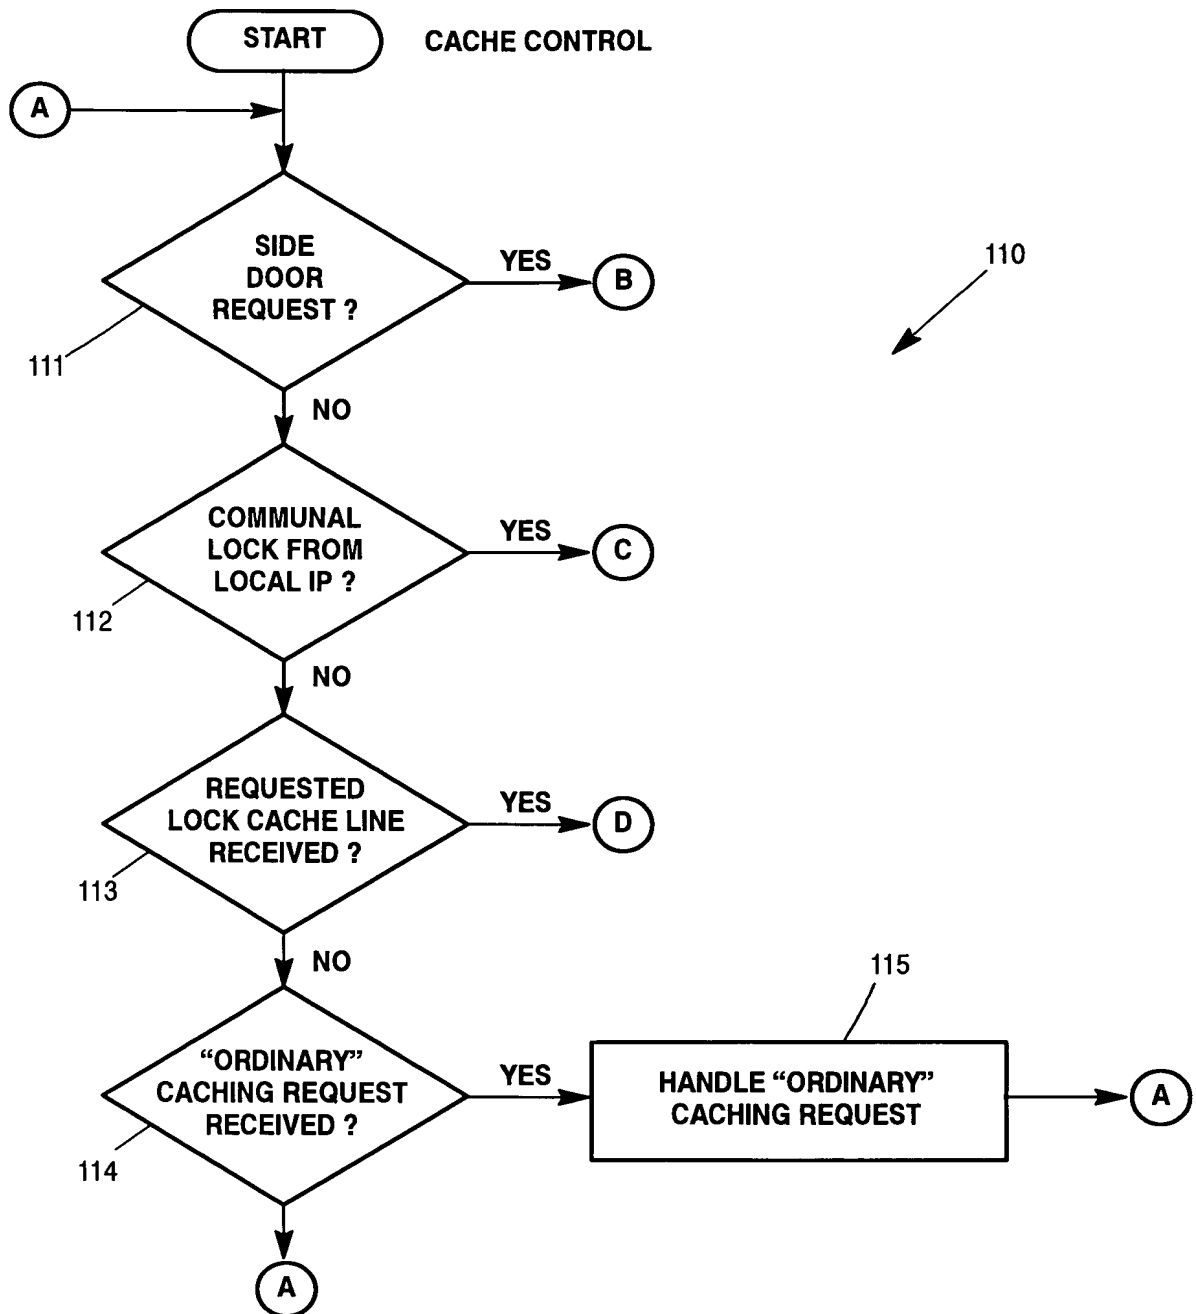 START
CACHE CONTROL
A
SIDE
DOOR
REQUEST ?
YES
B
110
111
NO
COMMUNAL
LOCK FROM
LOCAL IP ?
YES
C
112
NO
REQUESTED
LOCK CACHE LINE
RECEIVED ?
YES
D
113
NO
115
“ORDINARY”
CACHING REQUEST
RECEIVED ?
YES
HANDLE “ORDINARY”
CACHING REQUEST
A
114
A